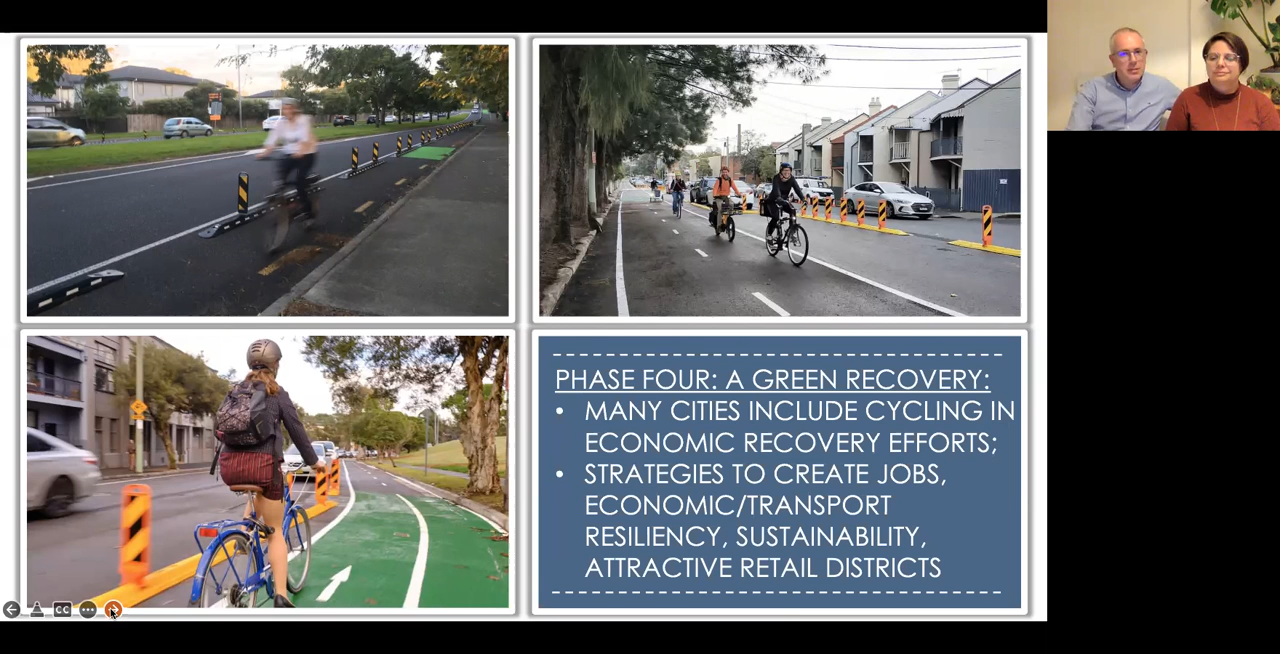 PHASE FOUR: A GREEN RECOVERY:
• MANY CITIES INCLUDE CYCLING IN
ECONOMIC RECOVERY EFFORTS;
• STRATEGIES TO CREATE JOBS,
ECONOMIC/TRANSPORT
RESILIENCY, SUSTAINABILITY,
ATTRACTIVE RETAIL DISTRICTS
CC